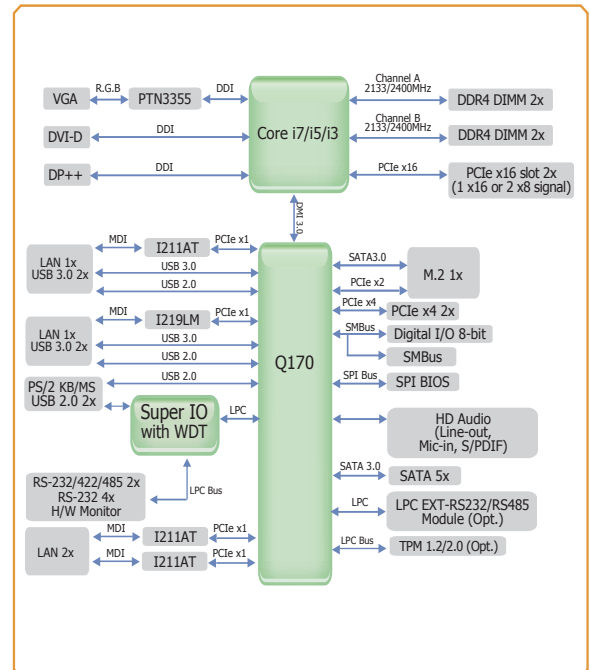 VGA
R.G.B
PTN3355
DDI
DVI-D
DDI
DP++
DDI
Core i7/i5/i3
Channel A
2133/2400MHz
DDR4 DIMM 2x
Channel B
2133/2400MHz
DDR4 DIMM 2x
PCIe x16
PCIe x16 slot 2x
(1 x16 or 2 x8 signal)
DMI 3.0
LAN 1x
USB 3.0 2x
MDI
I211AT
PCIe x1
USB 3.0
USB 2.0
LAN 1x
USB 3.0 2x
MDI
I219LM
PCIe x1
USB 3.0
USB 2.0
PS/2 KB/MS
USB 2.0 2x
USB 2.0
Super IO
with WDT
LPC
RS-232/422/485 2x
RS-232 4x
H/W Monitor
LPC Bus
LAN 2x
MDI
I211AT
PCIe x1
MDI
I211AT
PCIe x1
Q170
SATA3.0
PCIe x2
M.2 1x
PCIe x4
PCIe x4 2x
SMBus
Digital I/O 8-bit
SMBus
SPI Bus
SPI BIOS
HD Audio
(Line-out,
Mic-in, S/PDIF)
SATA 3.0
SATA 5x
LPC
LPC EXT-RS232/RS485
Module (Opt.)
LPC Bus
TPM 1.2/2.0 (Opt.)